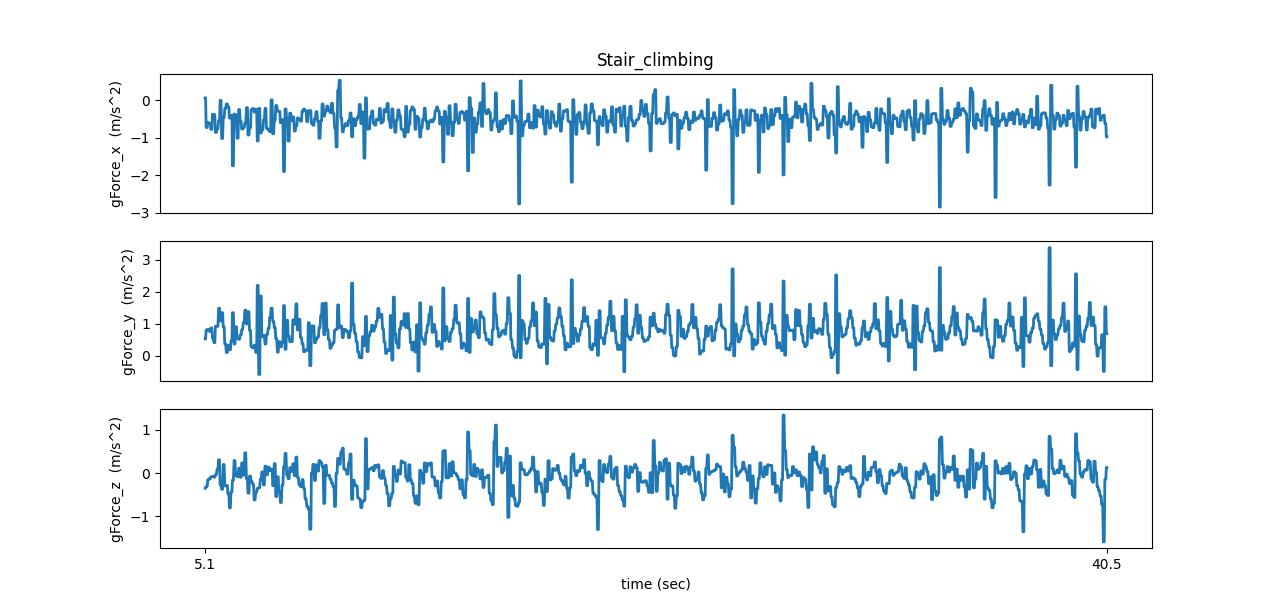 Stair_climbing
gForce_x  (m/s^2)
0
−1
−2
−3
gForce_y  (m/s^2)
3
2
1
0
gForce_z  (m/s^2)
1
0
−1
5.1
40.5
time (sec)